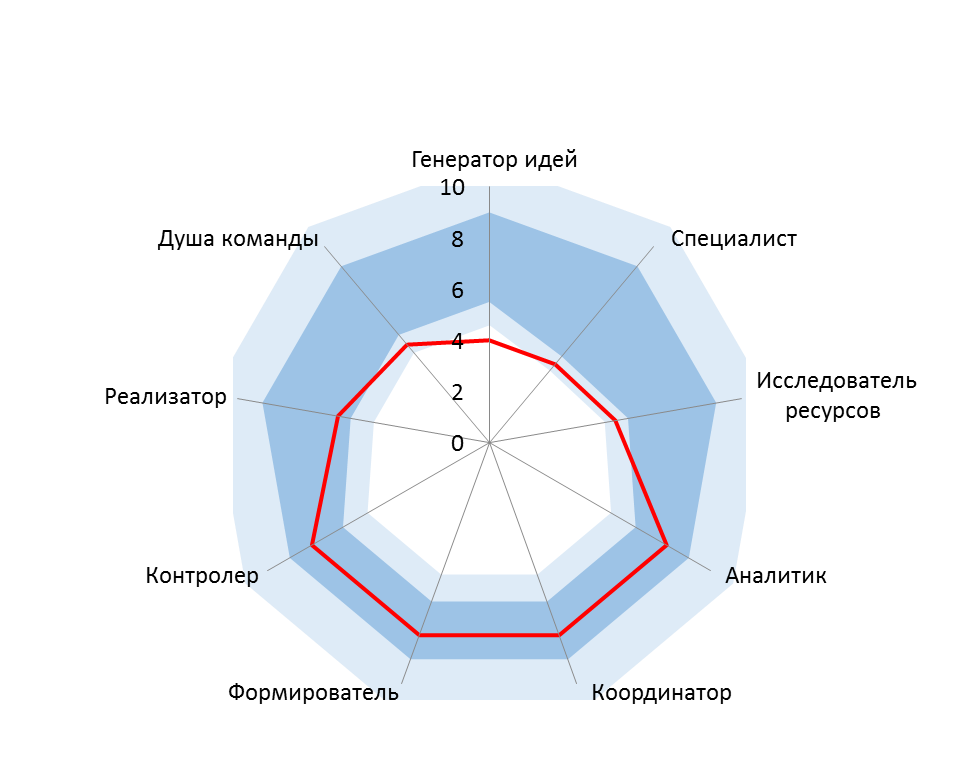 Генератор идей
10
Душа команды
8
Специалист
6
4
Исследователь
ресурсов
Реализатор
2
0
Контролер
Аналитик
Формирователь
Координатор